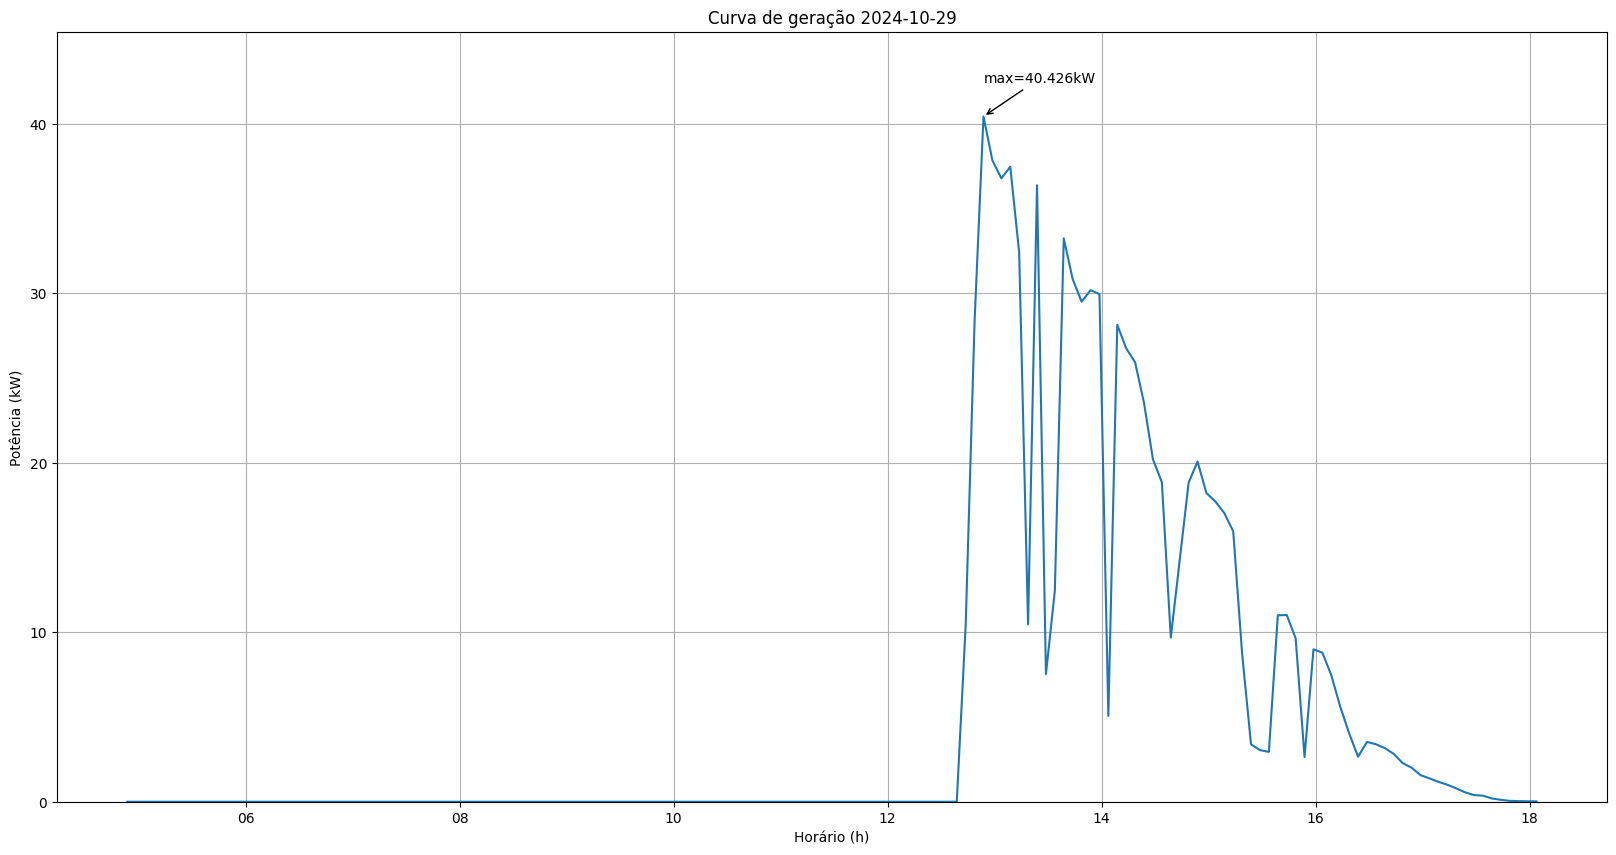 Curva de geração 2024-10-29
max=40.426kW
40
30
20
10
0
Potência (kW)
06 08 10 12 14 16 18
Horário (h)